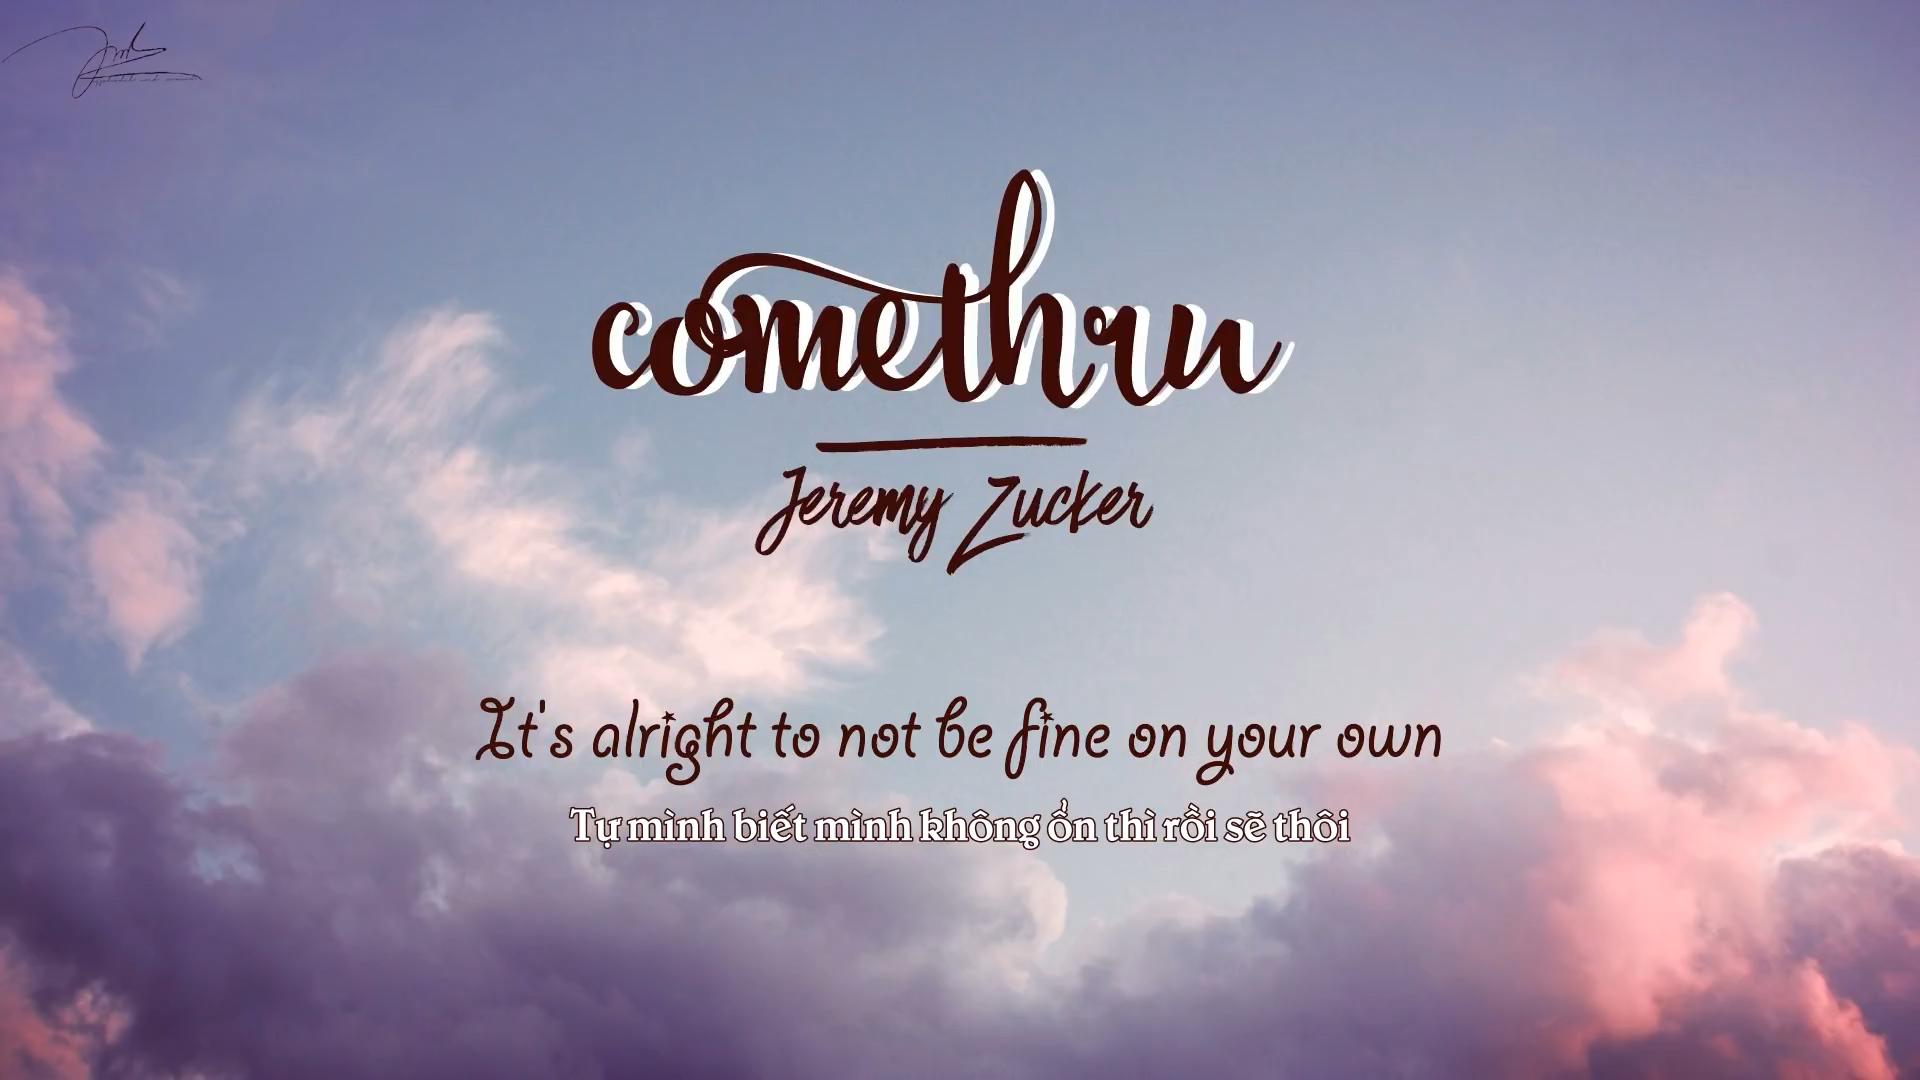 comethru
Jeremy Zucker
It's alright to not be fine on your own
Tự mình biết mình không ổn thì rồi sẽ thôi